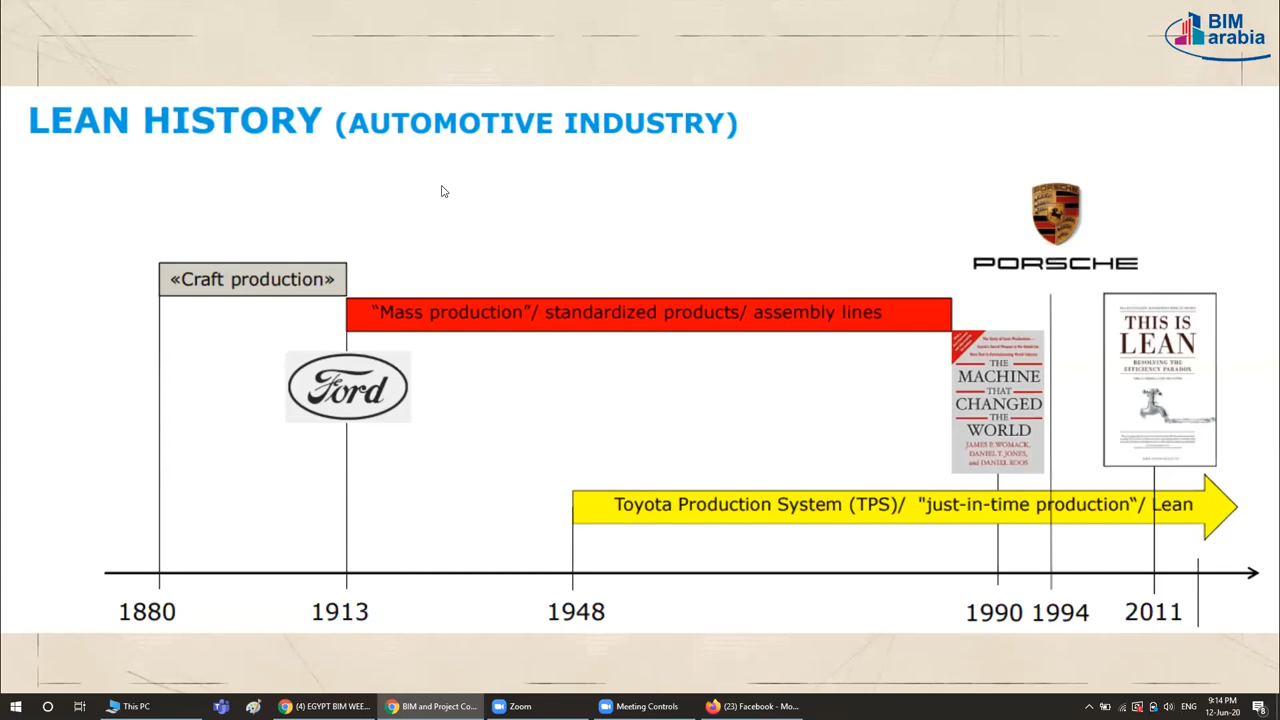 BIM
arabia
LEAN HISTORY (AUTOMOTIVE INDUSTRY)
PORSCHE
PORSCHE
«Craft production»
“Mass production”/ standardized products/ assembly lines
Ford
THE
MACHINE
THAT
CHANGED
THE
WORLD
JAMES P. WOMACK,
DANIEL T. JONES,
and DANIEL ROOS
THIS IS
LEAN
RESOLVING THE
EFFICIENCY PARADOX
Toyota Production System (TPS)/ "just-in-time production“/ Lean
1880
1913
1948
1990
1994
2011
This PC
(4) EGYPT BIM WEE...
BIM and Project Co...
Zoom
Meeting Controls
(23) Facebook - Mo...
ENG
9:14 PM
12-Jun-20